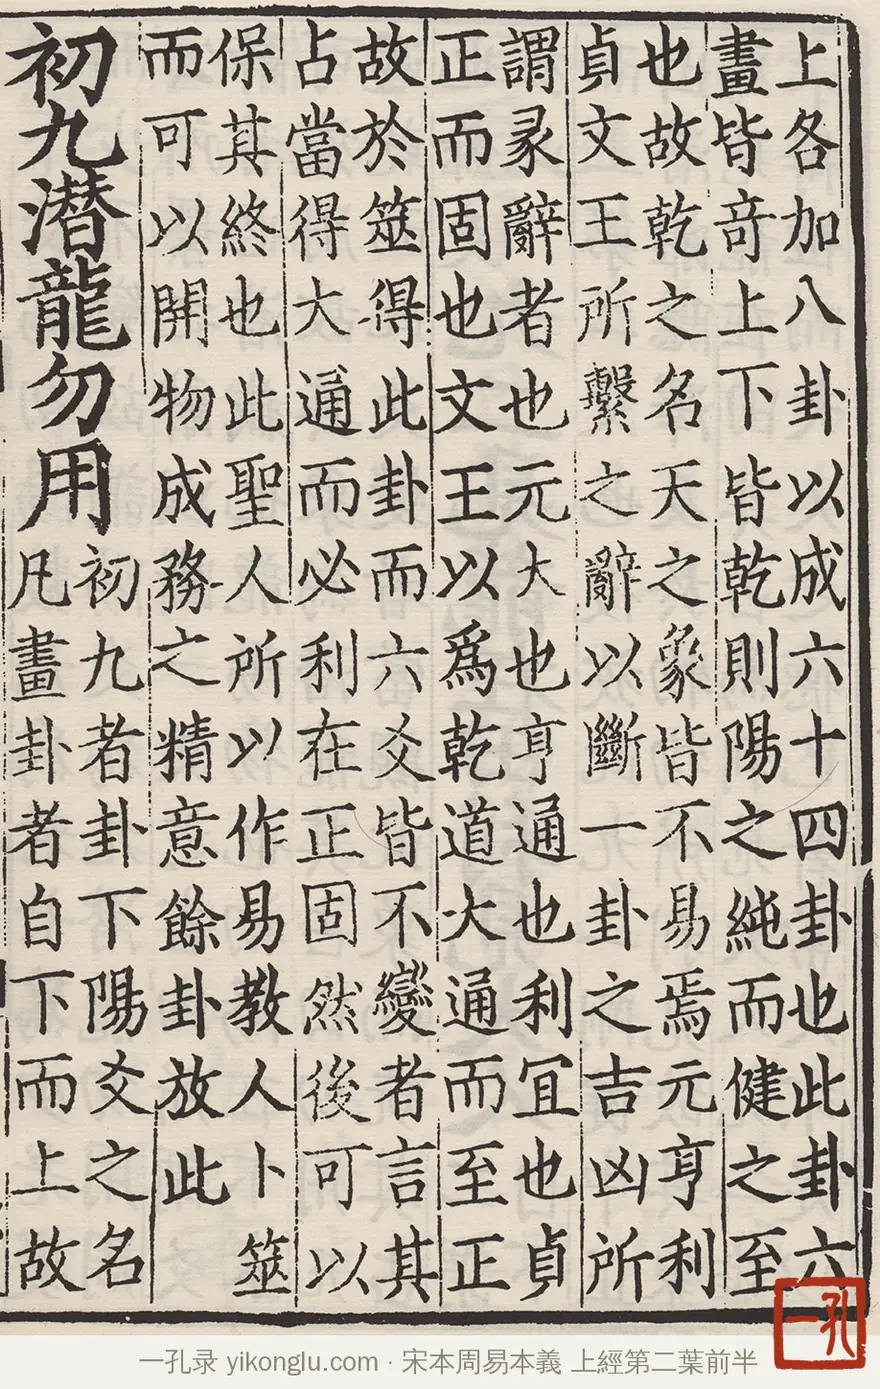 上各加八卦以成六十四卦也此卦六
畫皆竒上下皆乾則陽之純而健之至
也故乾之名天之象皆不易焉元亨利
貞文王所繫之辭以斷一卦之吉凶所
謂彖辭者也元大也亨通也利宜也貞
正而固也文王以爲乾道大通而至正
故於筮得此卦而六爻皆不變者言其
占當得大通而必利在正固然後可以
保其終也此聖人所以作易教人卜筮
而可以開物成務之精意餘卦放此
初九潜龍勿用
初九者卦下陽爻之名
凡畫卦者自下而上故
一孔
一孔录 yikonglu.com · 宋本周易本義 上經第二葉前半